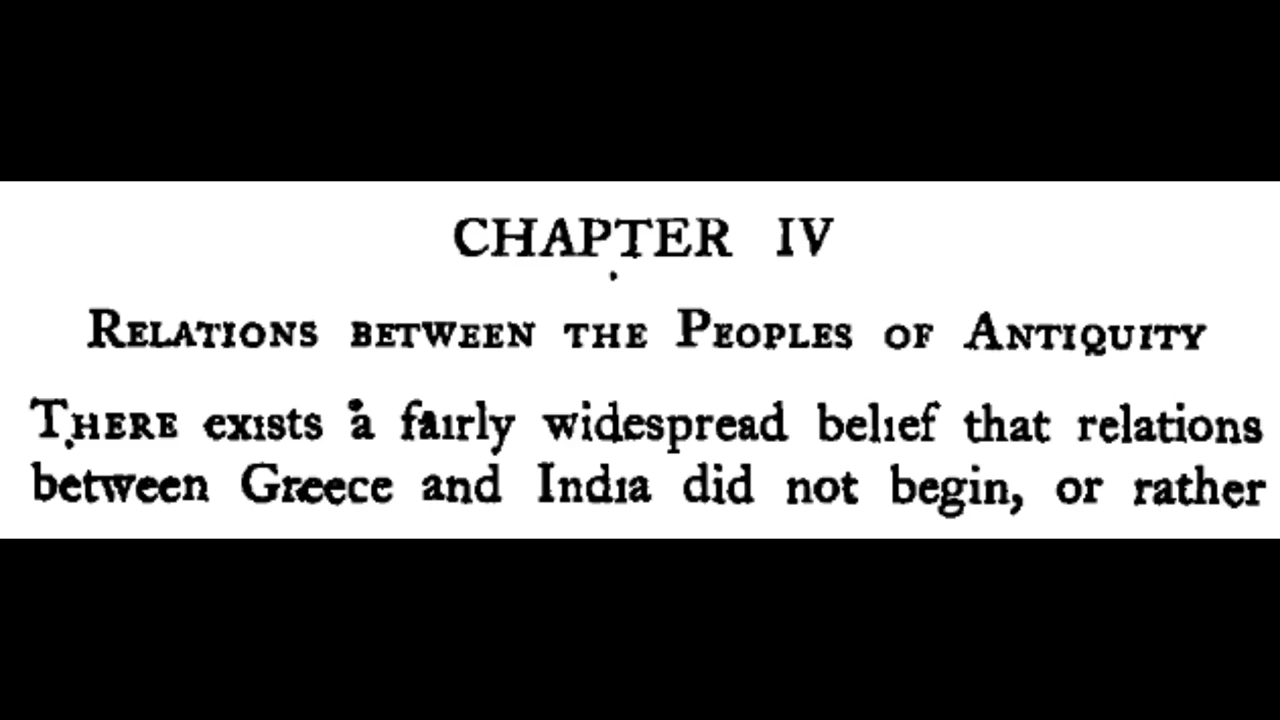 CHAPTER IV
RELATIONS BETWEEN THE PEOPLES OF ANTIQUITY
THERE exists a fairly widespread belief that relations
between Greece and India did not begin, or rather